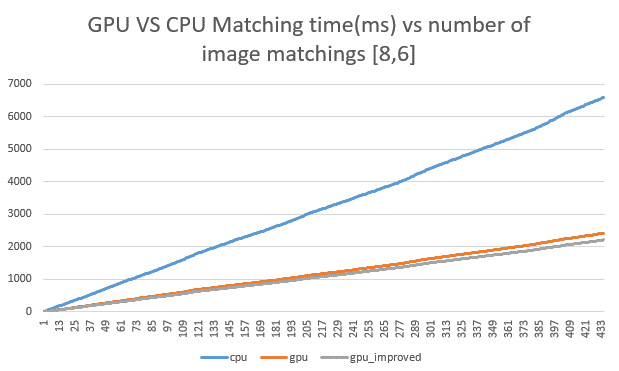 GPU VS CPU Matching time(ms) vs number of
image matchings [8,6]
7000
6000
5000
4000
3000
2000
1000
0
1 13 25 37 49 61 73 85 97 109 121 133 145 157 169 181 193 205 217 229 241 253 265 277 289 301 313 325 337 349 361 373 385 397 409 421 433
cpu gpu gpu_improved